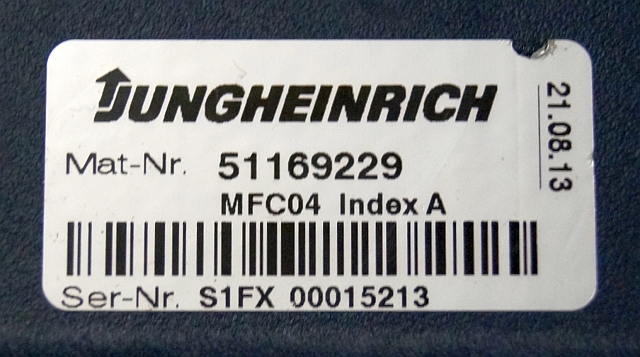 JUNGHEINRICH
Mat-Nr. 51169229
MFC04 Index A
Ser-Nr. S1FX 00015213
21.08.13